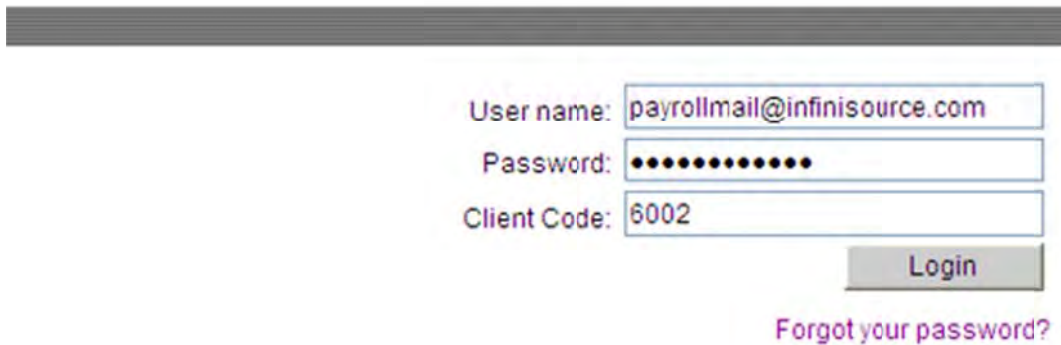 User name: payrollmail@infinisource.com
Password: ••••••••••••
Client Code: 6002
Login
Forgot your password?